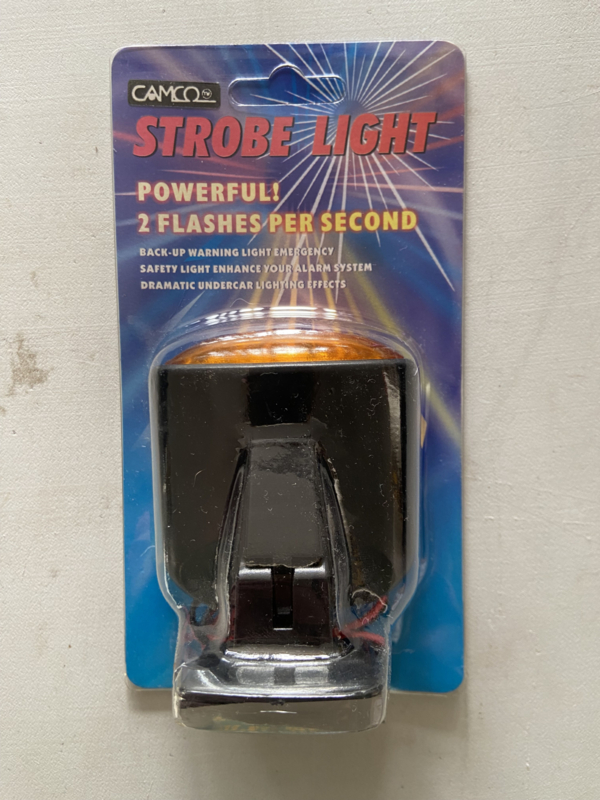 CAMCO
STROBE LIGHT
POWERFUL!
2 FLASHES PER SECOND
BACK-UP WARNING LIGHT EMERGENCY
SAFETY LIGHT ENHANCE YOUR ALARM SYSTEM
DRAMATIC UNDERCAR LIGHTING EFFECTS